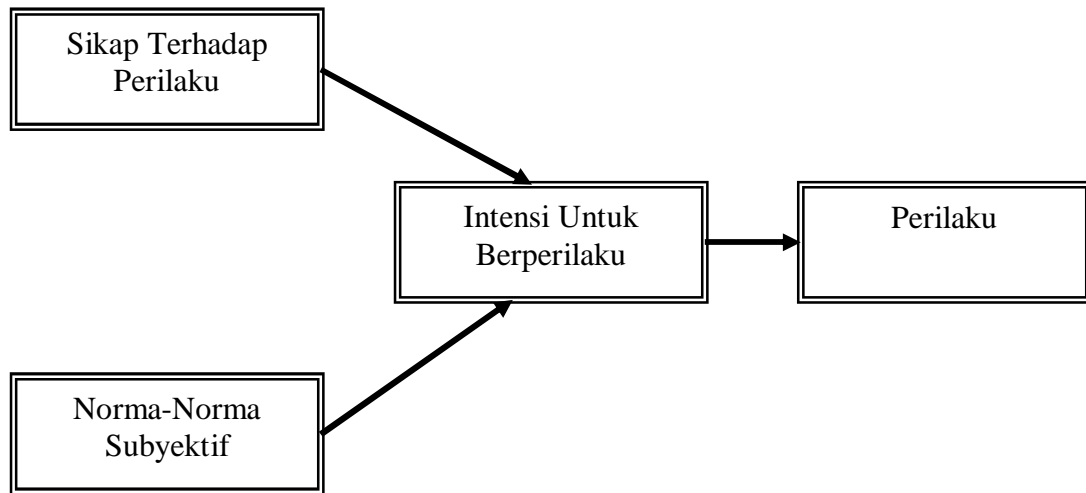 Sikap Terhadap
Perilaku
Intensi Untuk
Berperilaku
Perilaku
Norma-Norma
Subyektif